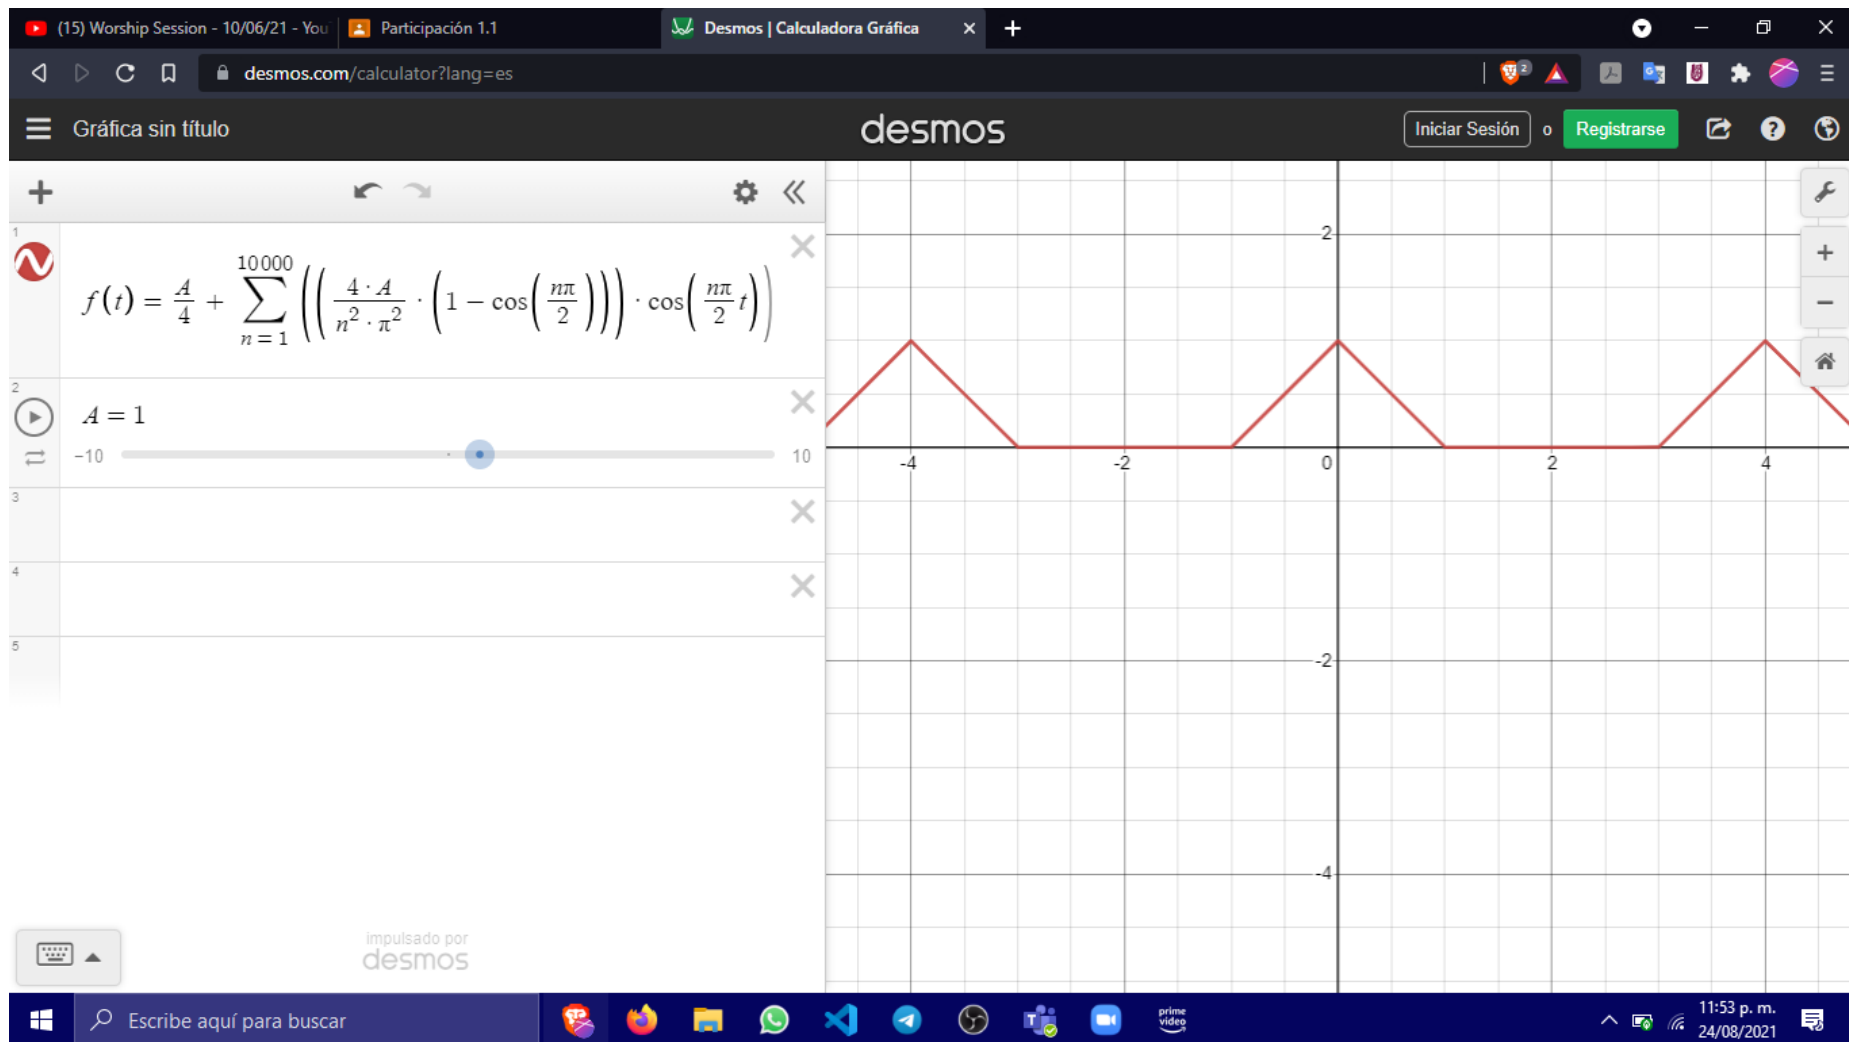 (15) Worship Session - 10/06/21 - You
Participación 1.1
Desmos | Calculadora Gráfica
desmos.com/calculator?lang=es
2
Gráfica sin título
desmos
Iniciar Sesión
o
Registrarse
1
f(t) = A/4 + ∑_{n=1}^{10000} (((4·A)/(n²·π²) · (1 − cos(nπ/2))) · cos(nπ/2 t))
2
A = 1
-10
10
3
4
5
impulsado por
desmos
2
-4
-2
0
2
4
-2
-4
Escribe aquí para buscar
prime
video
11:53 p. m.
24/08/2021